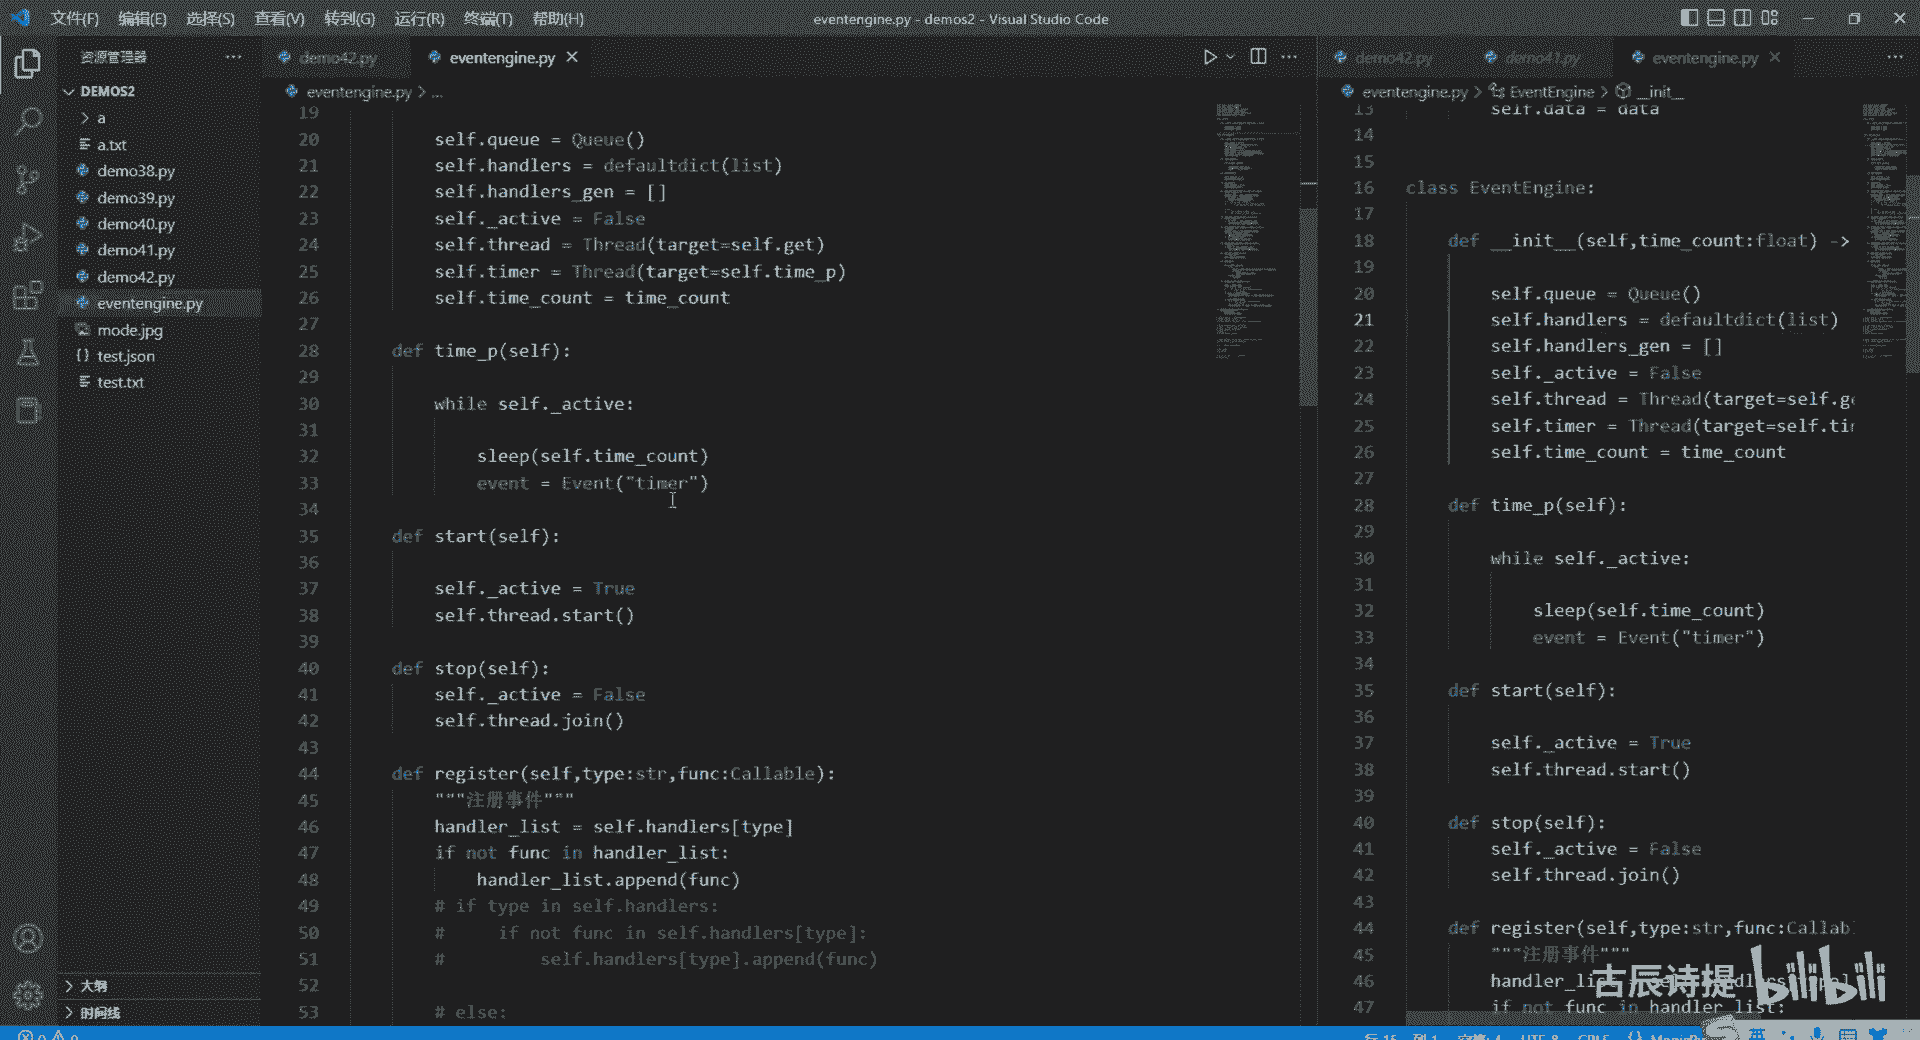 文件(F) 编辑(E) 选择(S) 查看(V) 转到(G) 运行(R) 终端(T) 帮助(H)
eventengine.py - demos2 - Visual Studio Code
资源管理器
DEMOS2
a
a.txt
demo38.py
demo39.py
demo40.py
demo41.py
demo42.py
eventengine.py
mode.jpg
test.json
test.txt
大纲
时间线
demo42.py eventengine.py
eventengine.py > ...
19
20 self.queue = Queue()
21 self.handlers = defaultdict(list)
22 self.handlers_gen = []
23 self._active = False
24 self.thread = Thread(target=self.get)
25 self.timer = Thread(target=self.time_p)
26 self.time_count = time_count
27
28 def time_p(self):
29
30 while self._active:
31
32 sleep(self.time_count)
33 event = Event("timer")
34
35 def start(self):
36
37 self._active = True
38 self.thread.start()
39
40 def stop(self):
41 self._active = False
42 self.thread.join()
43
44 def register(self,type:str,func:Callable):
45 """注册事件"""
46 handler_list = self.handlers[type]
47 if not func in handler_list:
48 handler_list.append(func)
49 # if type in self.handlers:
50 # if not func in self.handlers[type]:
51 # self.handlers[type].append(func)
52
53 # else:
demo42.py demo41.py eventengine.py
eventengine.py > EventEngine > __init__
13 self.data = data
14
15
16 class EventEngine:
17
18 def __init__(self,time_count:float) ->
19
20 self.queue = Queue()
21 self.handlers = defaultdict(list)
22 self.handlers_gen = []
23 self._active = False
24 self.thread = Thread(target=self.ge
25 self.timer = Thread(target=self.tim
26 self.time_count = time_count
27
28 def time_p(self):
29
30 while self._active:
31
32 sleep(self.time_count)
33 event = Event("timer")
34
35 def start(self):
36
37 self._active = True
38 self.thread.start()
39
40 def stop(self):
41 self._active = False
42 self.thread.join()
43
44 def register(self,type:str,func:Callab
45 """注册事件"""
46 handler_li
47 if not func in handler_list:
古辰诗提 bilibili